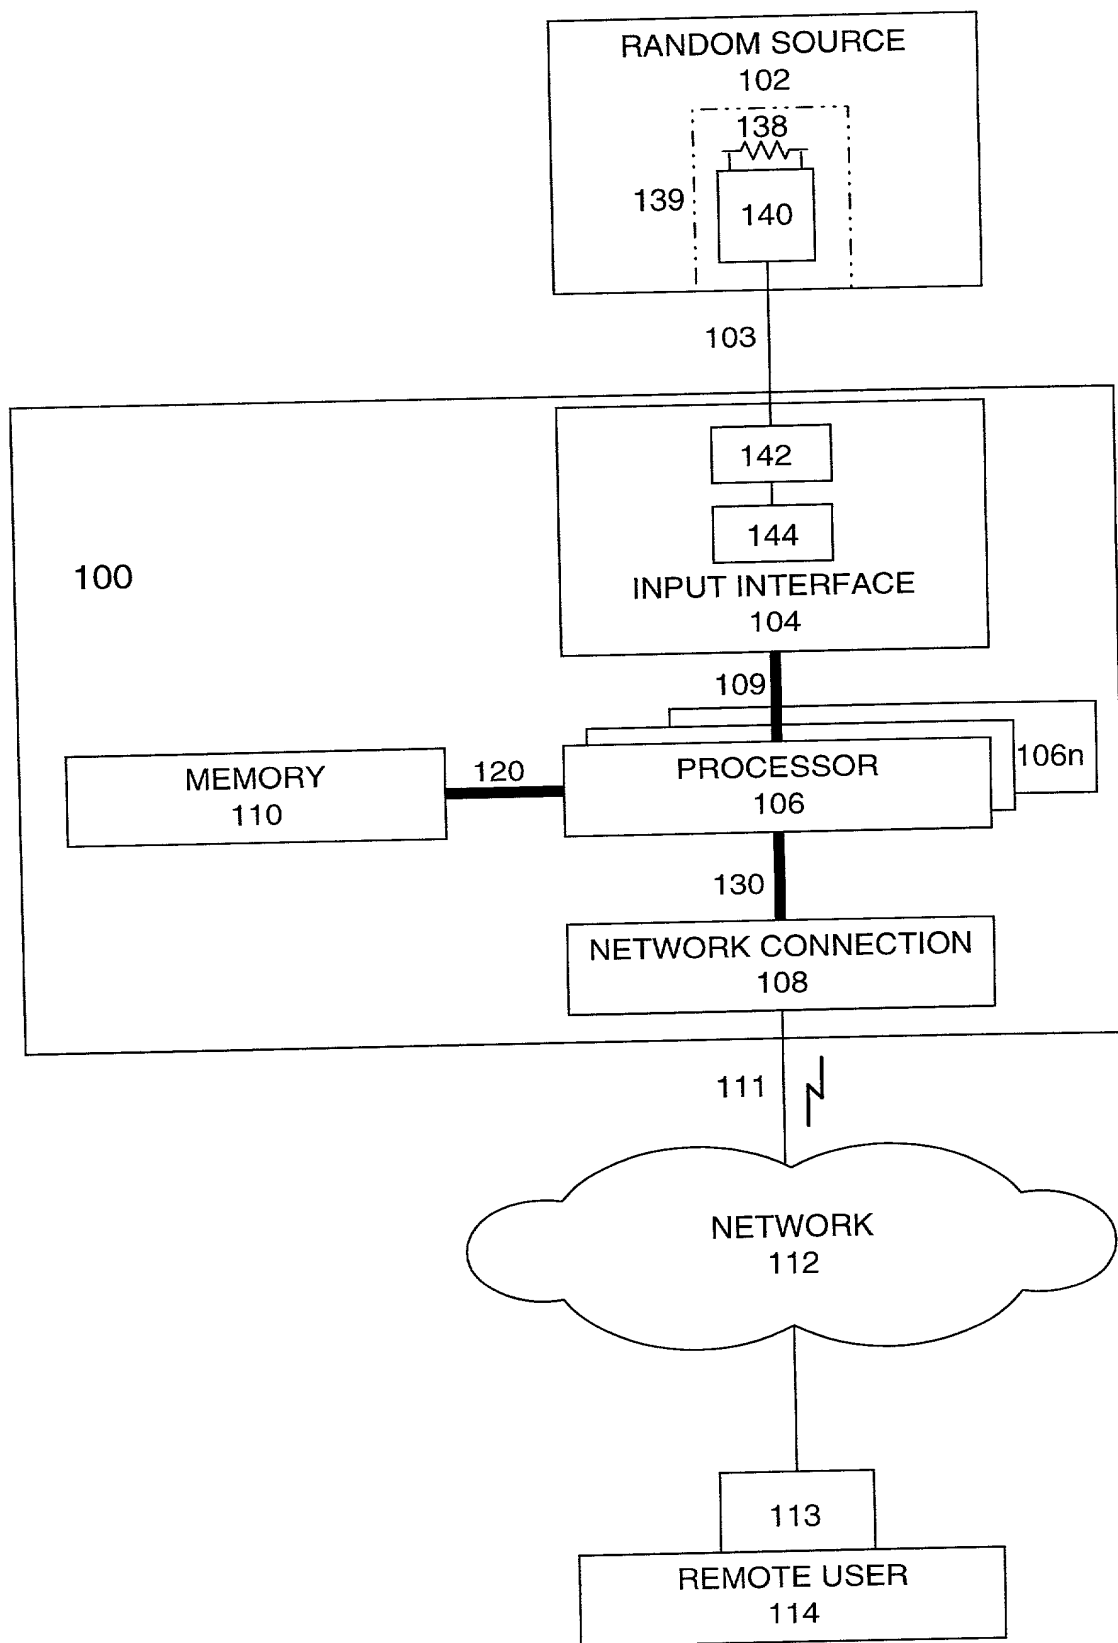 RANDOM SOURCE
102
138
139
140
103
142
144
100
INPUT INTERFACE
104
109
106n
MEMORY
110
120
PROCESSOR
106
130
NETWORK CONNECTION
108
111
NETWORK
112
113
REMOTE USER
114